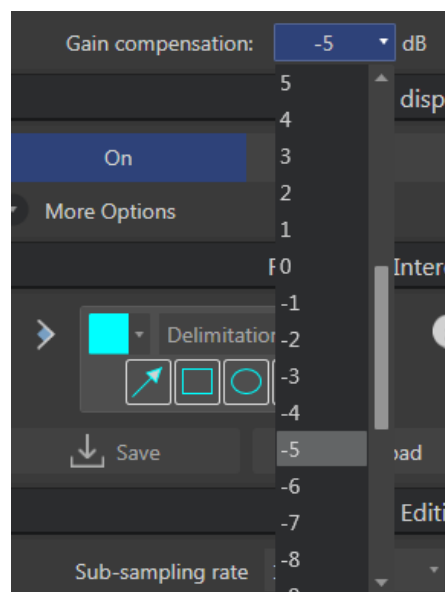 Gain compensation: -5 dB
5
disp
4
On
3
2
More Options
1
0
Inter
-1
Delimitation
-2
-3
-4
Save
-5
oad
-6
-7
Editi
-8
Sub-sampling rate